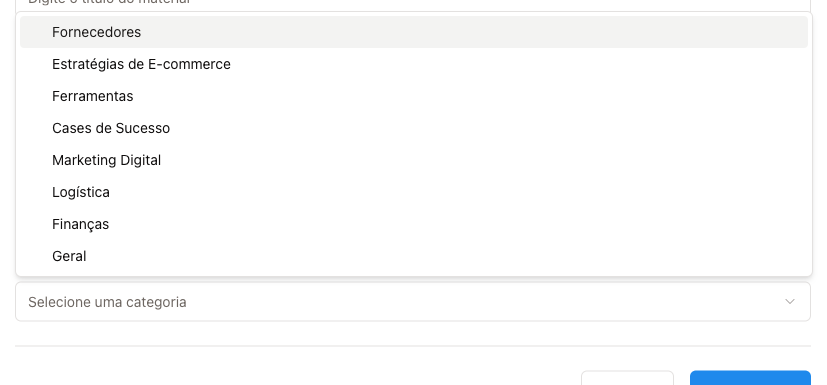 Digite o título do material
Fornecedores
Estratégias de E-commerce
Ferramentas
Cases de Sucesso
Marketing Digital
Logística
Finanças
Geral
Selecione uma categoria